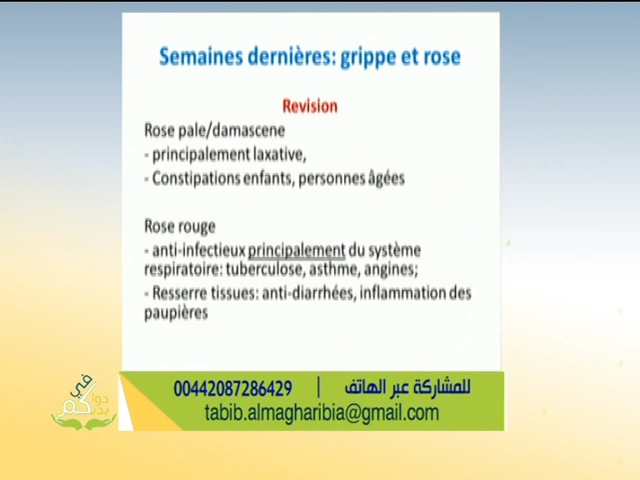 Semaines dernières: grippe et rose
Revision
Rose pale/damascene
- principalement laxative,
- Constipations enfants, personnes âgées
Rose rouge
- anti-infectieux principalement du système
respiratoire: tuberculose, asthme, angines;
- Resserre tissues: anti-diarrhées, inflammation des
paupières
للمشاركة عبر الهاتف | 00442087286429
tabib.almagharibia@gmail.com
في